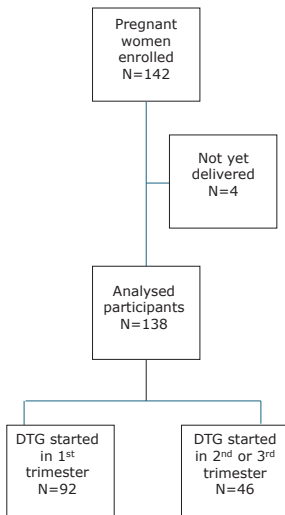 Pregnant
women
enrolled
N=142
Not yet
delivered
N=4
Analysed
participants
N=138
DTG started
in 1st
trimester
N=92
DTG started
in 2nd or 3rd
trimester
N=46